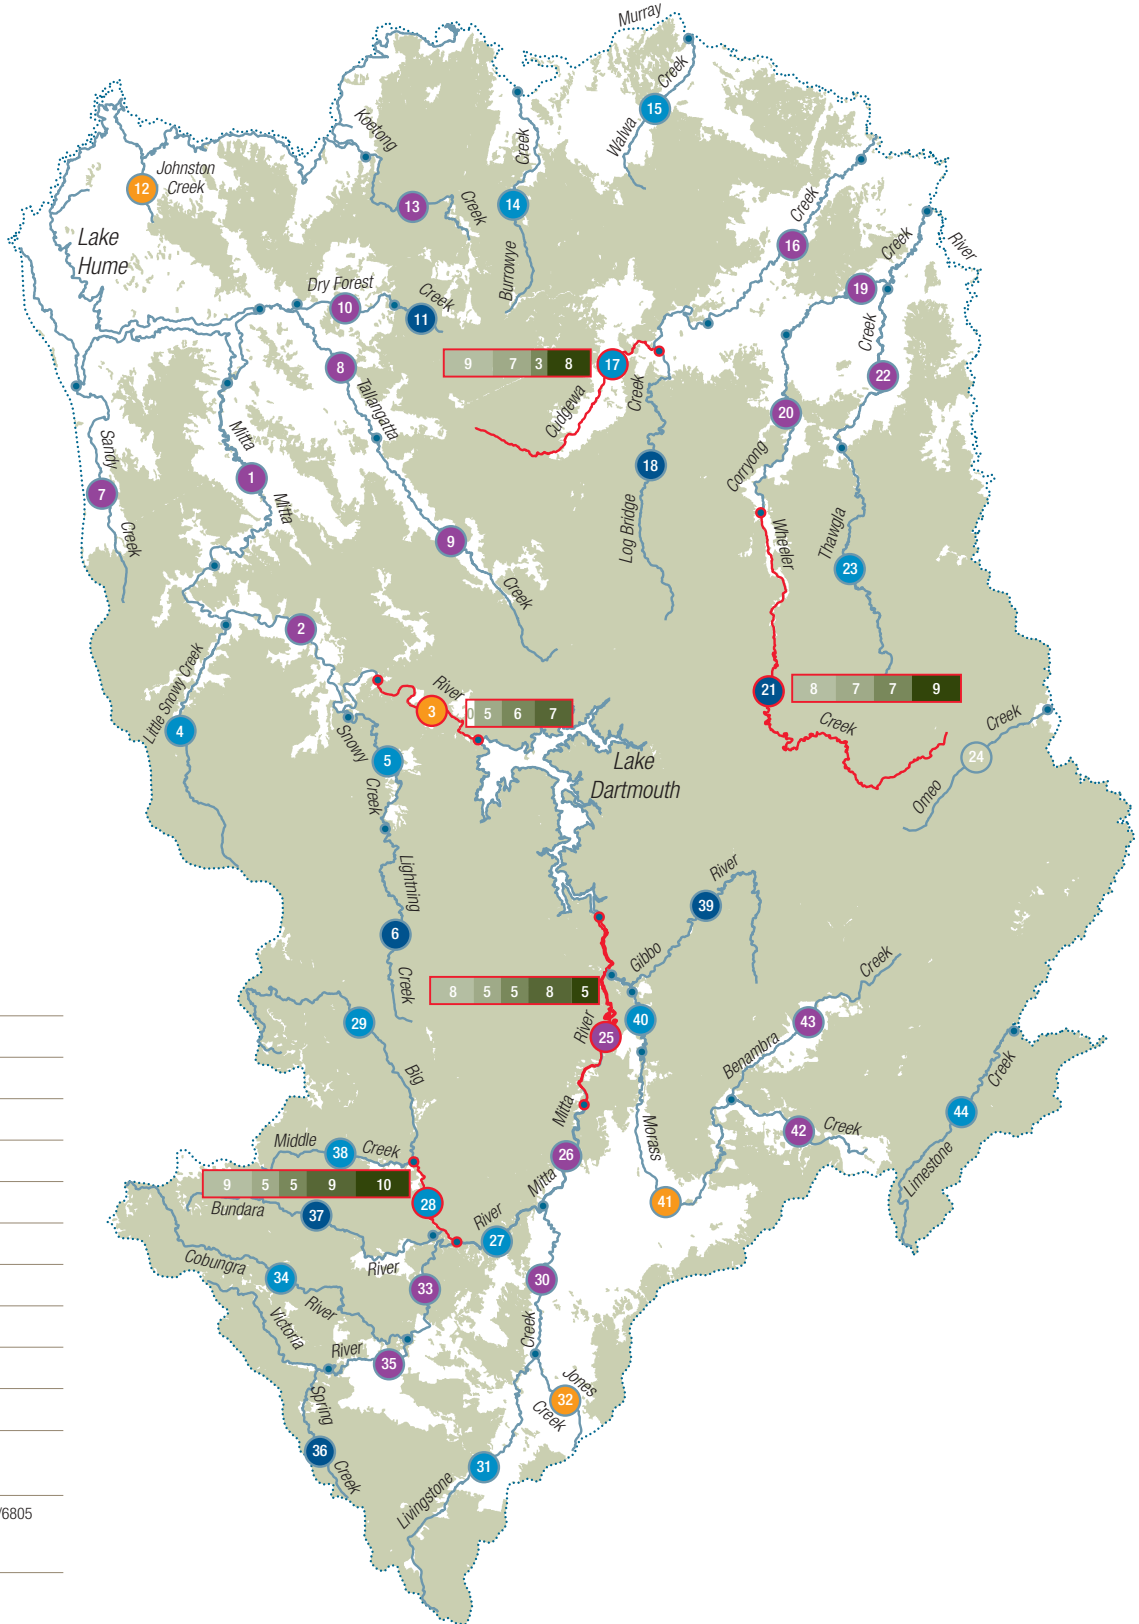 Murray
Creek
15
Walwa
Koetong
Creek
Johnston
Creek
12
13
Creek
14
Burrowye
Creek
16
River
Creek
19
Lake
Hume
Dry Forest
10
Creek
11
Creek
22
9 7 3 8
17
Cudgewa
Creek
8
Tallangatta
20
Corryong
Mitta
1
Mitta
Sandy
7
Creek
18
Log Bridge
Wheeler
Thawgla
23
9
Creek
2
Little Snowy Creek
4
River
3
0 5 6 7
21
8 7 7 9
Creek
Creek
24
Omeo
Snowy
5
Creek
Lake
Dartmouth
Lightning
6
Creek
River
39
Gibbo
8 5 5 8 5
40
River
25
Creek
43
Benambra
29
Big
Mitta
Morass
42
Creek
Creek
44
Limestone
Middle
38
Creek
26
Mitta
41
9 5 5 9 10
28
Bundara
37
River
River
27
Cobungra
34
River
33
30
Creek
Victoria
River
35
Jones
32
Creek
Spring
36
Creek
31
Livingstone
/6805